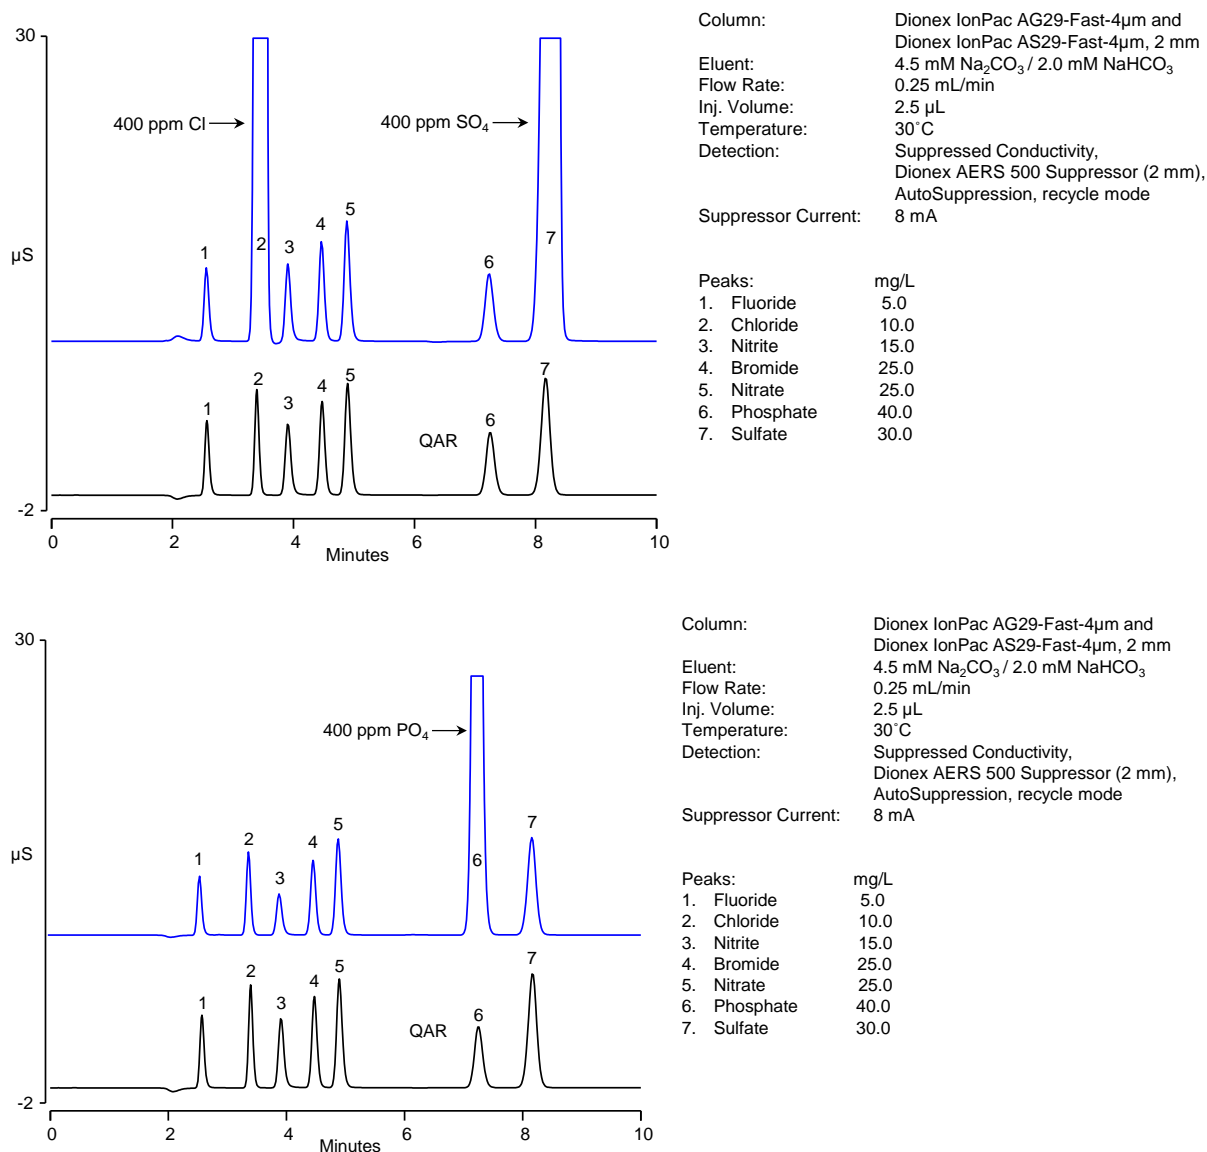 30
µS
-2
400 ppm Cl
400 ppm SO₄
1
2
3
4
5
6
7
1
2
3
4
5
QAR
6
7
0
2
4
6
8
10
Minutes
Column: Dionex IonPac AG29-Fast-4µm and
Dionex IonPac AS29-Fast-4µm, 2 mm
Eluent: 4.5 mM Na₂CO₃ / 2.0 mM NaHCO₃
Flow Rate: 0.25 mL/min
Inj. Volume: 2.5 µL
Temperature: 30˚C
Detection: Suppressed Conductivity,
Dionex AERS 500 Suppressor (2 mm),
AutoSuppression, recycle mode
Suppressor Current: 8 mA
Peaks: mg/L
1. Fluoride 5.0
2. Chloride 10.0
3. Nitrite 15.0
4. Bromide 25.0
5. Nitrate 25.0
6. Phosphate 40.0
7. Sulfate 30.0
30
µS
-2
400 ppm PO₄
1
2
3
4
5
6
7
1
2
3
4
5
QAR
6
7
0
2
4
6
8
10
Minutes
Column: Dionex IonPac AG29-Fast-4µm and
Dionex IonPac AS29-Fast-4µm, 2 mm
Eluent: 4.5 mM Na₂CO₃ / 2.0 mM NaHCO₃
Flow Rate: 0.25 mL/min
Inj. Volume: 2.5 µL
Temperature: 30˚C
Detection: Suppressed Conductivity,
Dionex AERS 500 Suppressor (2 mm),
AutoSuppression, recycle mode
Suppressor Current: 8 mA
Peaks: mg/L
1. Fluoride 5.0
2. Chloride 10.0
3. Nitrite 15.0
4. Bromide 25.0
5. Nitrate 25.0
6. Phosphate 40.0
7. Sulfate 30.0